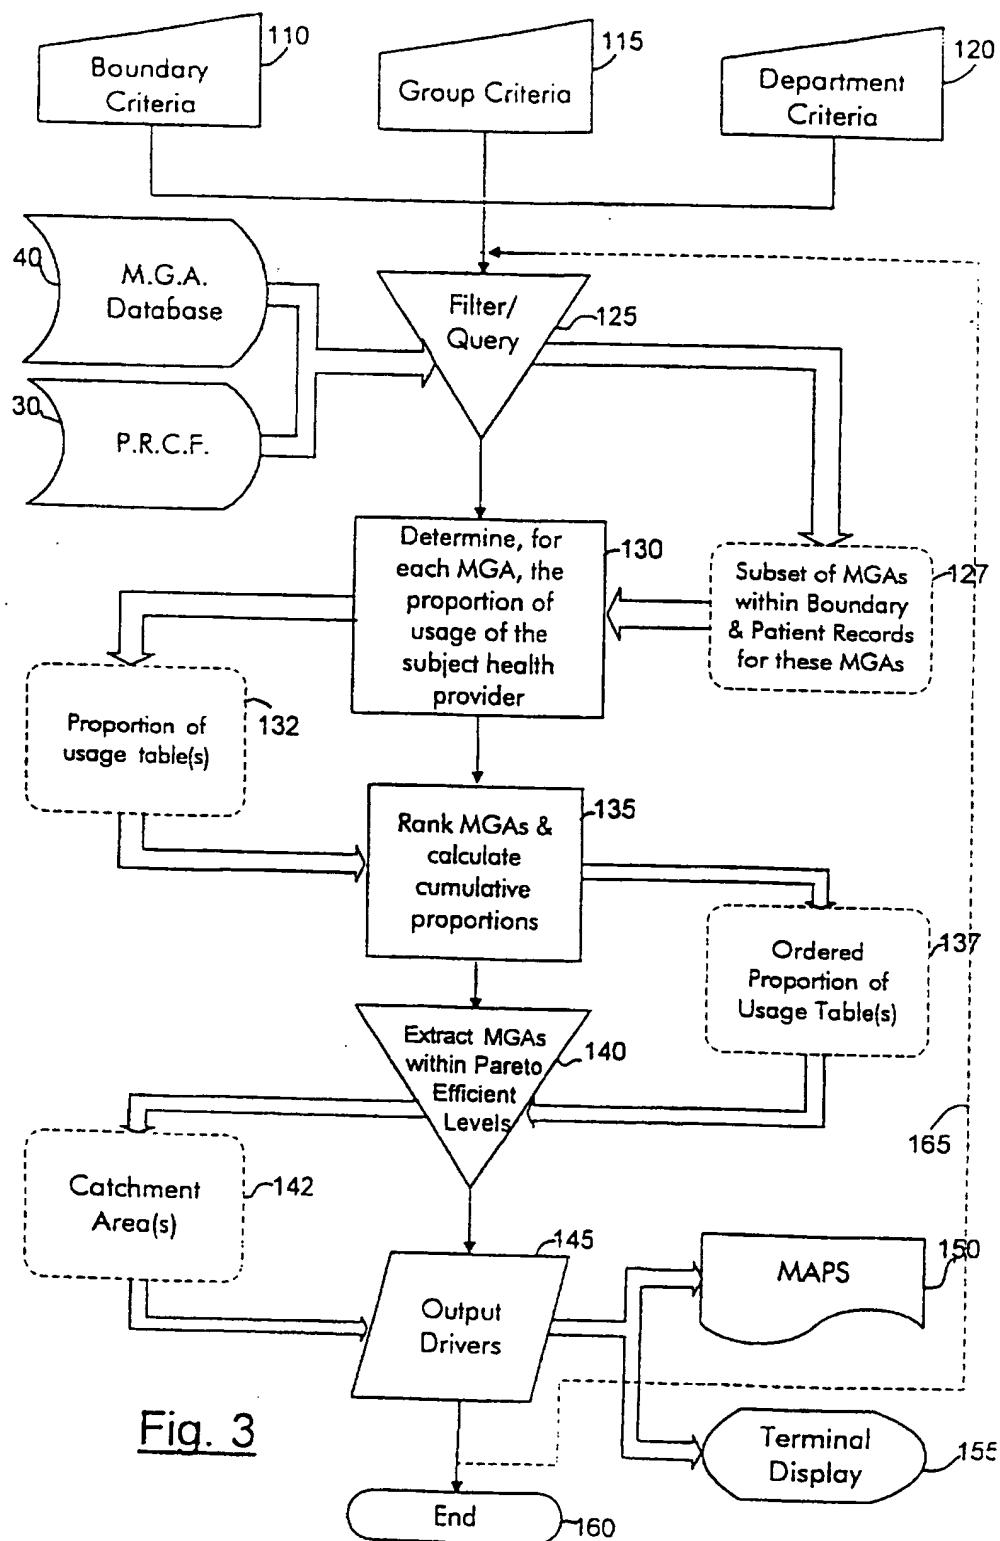 110
Boundary
Criteria
115
Group Criteria
120
Department
Criteria
40
M.G.A.
Database
Filter/
Query
125
30
P.R.C.F.
Determine, for
each MGA, the
proportion of
usage of the
subject health
provider
130
Subset of MGAs
within Boundary
& Patient Records
for these MGAs
127
Proportion of
usage table(s)
132
Rank MGAs &
calculate
cumulative
proportions
135
Ordered
Proportion of
Usage Table(s)
137
Extract MGAs
within Pareto
Efficient
Levels
140
165
Catchment
Area(s)
142
145
Output
Drivers
MAPS
150
Fig. 3
Terminal
Display
155
End
160